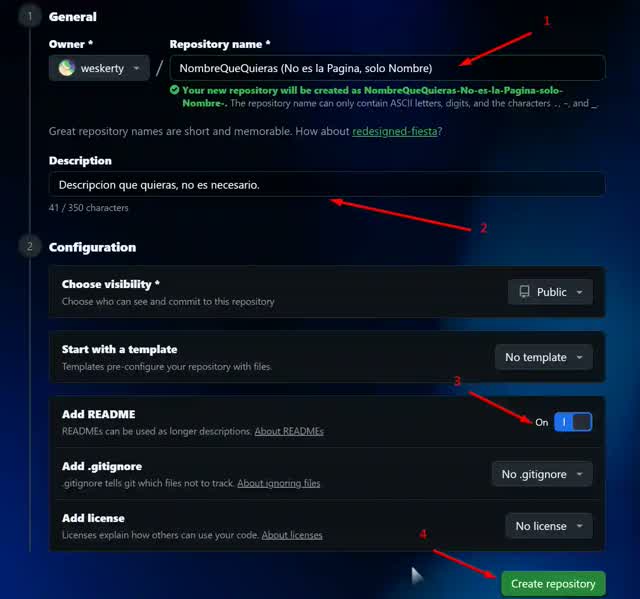 1 General
1
Owner * Repository name *
weskerty / NombreQueQuieras (No es la Pagina, solo Nombre)
Your new repository will be created as NombreQueQuieras-No-es-la-Pagina-solo-
Nombre-. The repository name can only contain ASCII letters, digits, and the characters ., -, and _.
Great repository names are short and memorable. How about redesigned-fiesta?
Description
Descripcion que quieras, no es necesario.
41 / 350 characters
2
2 Configuration
Choose visibility *
Choose who can see and commit to this repository
Public
Start with a template
Templates pre-configure your repository with files.
No template
3
Add README
READMEs can be used as longer descriptions. About READMEs
On
Add .gitignore
.gitignore tells git which files not to track. About ignoring files
No .gitignore
Add license
Licenses explain how others can use your code. About licenses
No license
4
Create repository